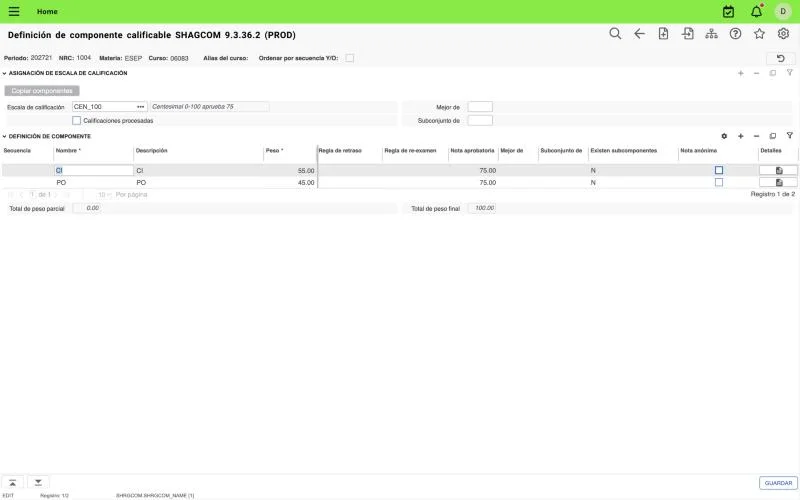 Home
D
Definición de componente calificable SHAGCOM 9.3.36.2 (PROD)
Periodo: 202721 NRC: 1004 Materia: ESEP Curso: 06083 Alias del curso: Ordenar por secuencia Y/O:
ASIGNACIÓN DE ESCALA DE CALIFICACIÓN
Copiar componentes
Escala de calificación CEN_100 ••• Centesimal 0-100 aprueba 75 Mejor de
Calificaciones procesadas Subconjunto de
DEFINICIÓN DE COMPONENTE
Secuencia Nombre * Descripción Peso * Regla de retraso Regla de re-examen Nota aprobatoria Mejor de Subconjunto de Existen subcomponentes Nota anónima Detalles
CI CI 55.00 75.00 N
PO PO 45.00 75.00 N
1 de 1 10 Por página Registro 1 de 2
Total de peso parcial 0.00 Total de peso final 100.00
GUARDAR
EDIT Registro: 1/2 SHRGCOM.SHRGCOM_NAME [1]